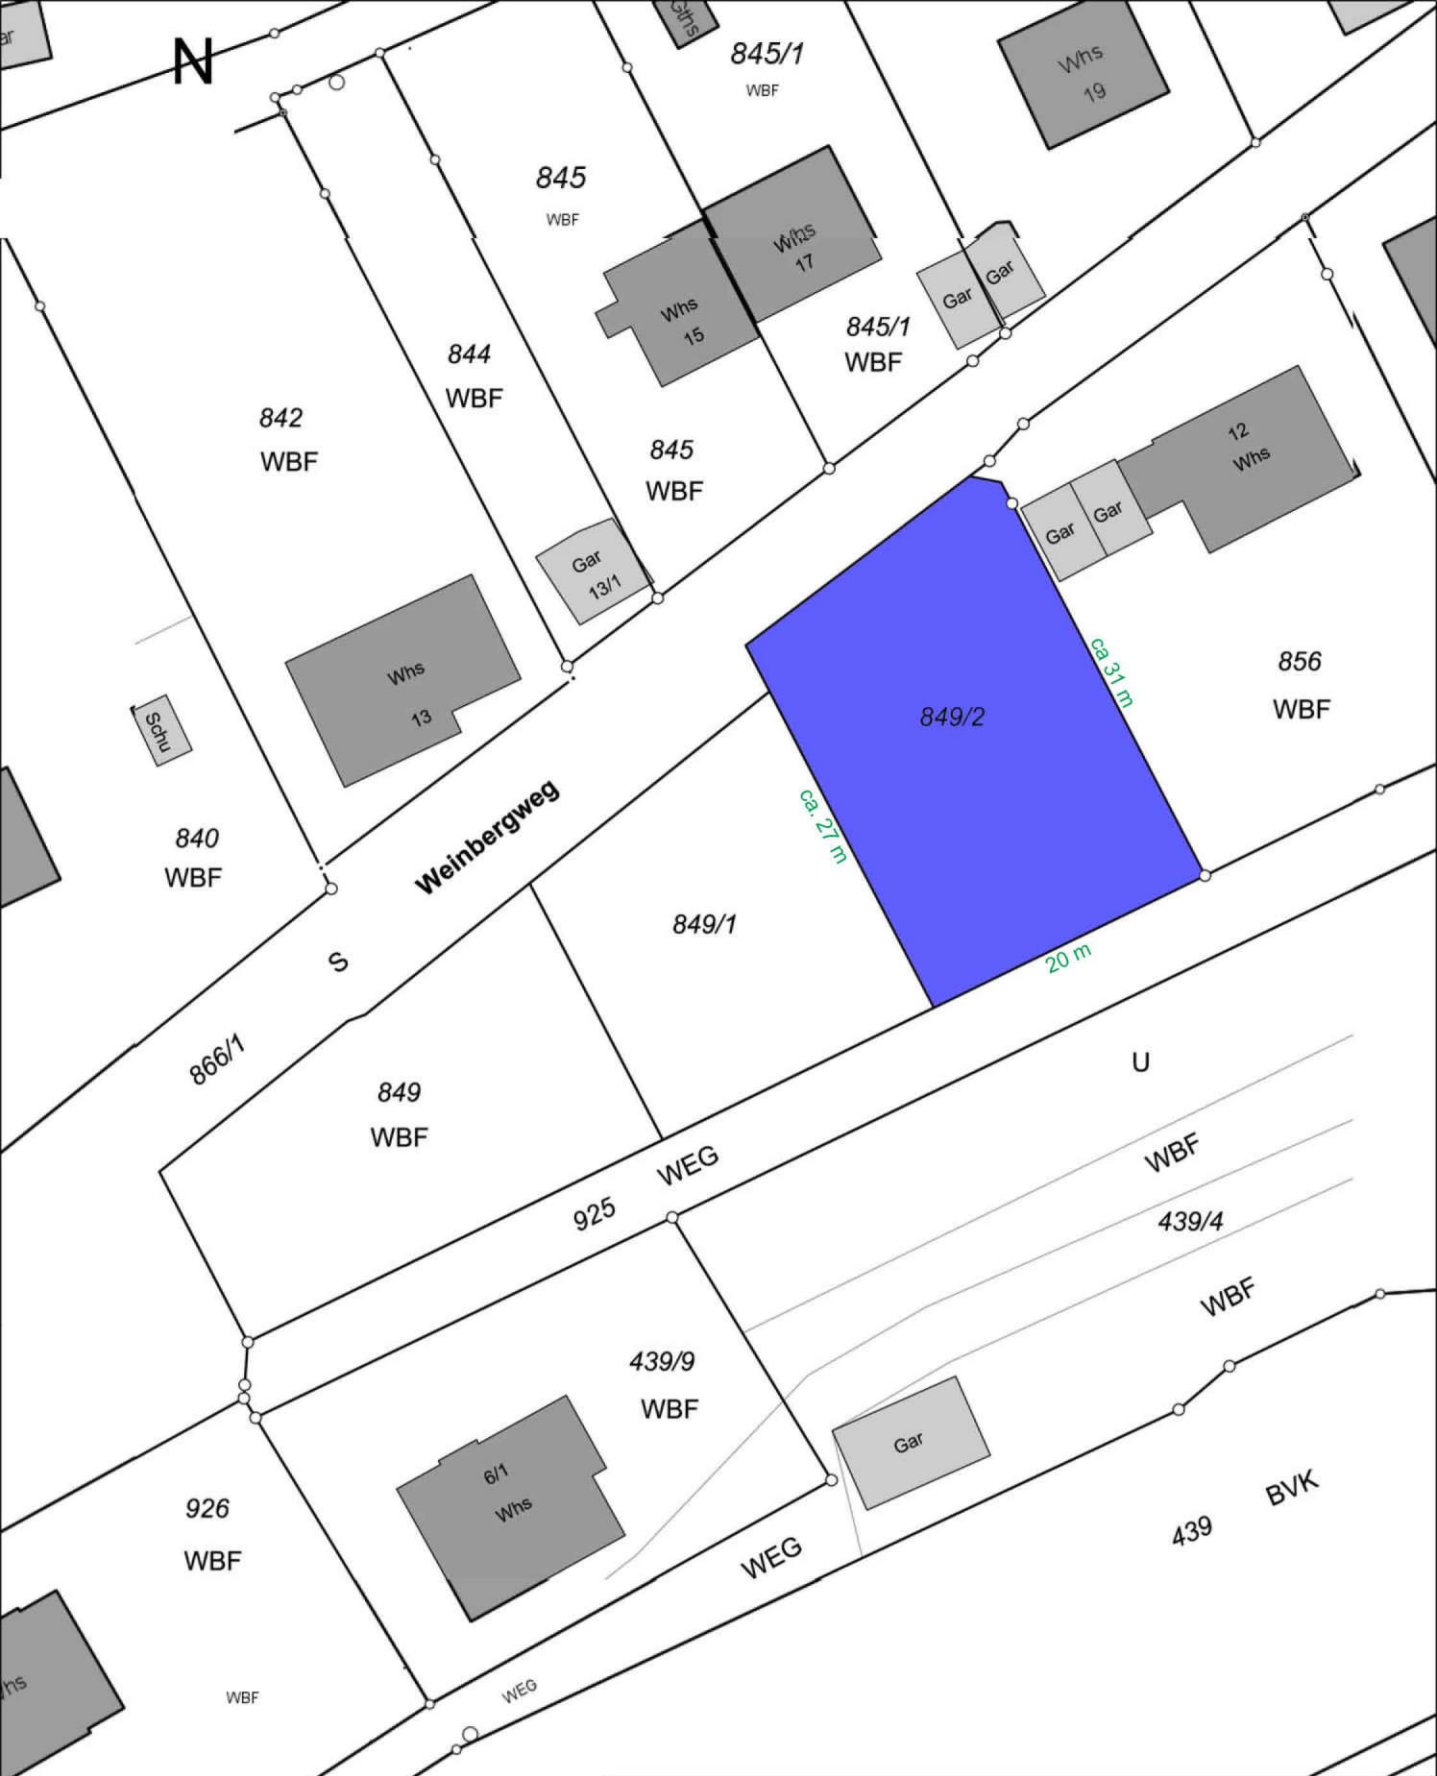 N
Gths
845/1
WBF
Whs
19
845
WBF
Whs
17
Gar
Gar
Whs
15
845/1
WBF
844
WBF
842
WBF
845
WBF
12
Whs
Gar
Gar
Gar
13/1
Whs
13
Schu
856
WBF
ca 31 m
849/2
ca. 27 m
840
WBF
Weinbergweg
849/1
20 m
S
866/1
U
849
WBF
WEG
925
WBF
439/4
WBF
439/9
WBF
Gar
6/1
Whs
926
WBF
BVK
439
WEG
WBF
WEG